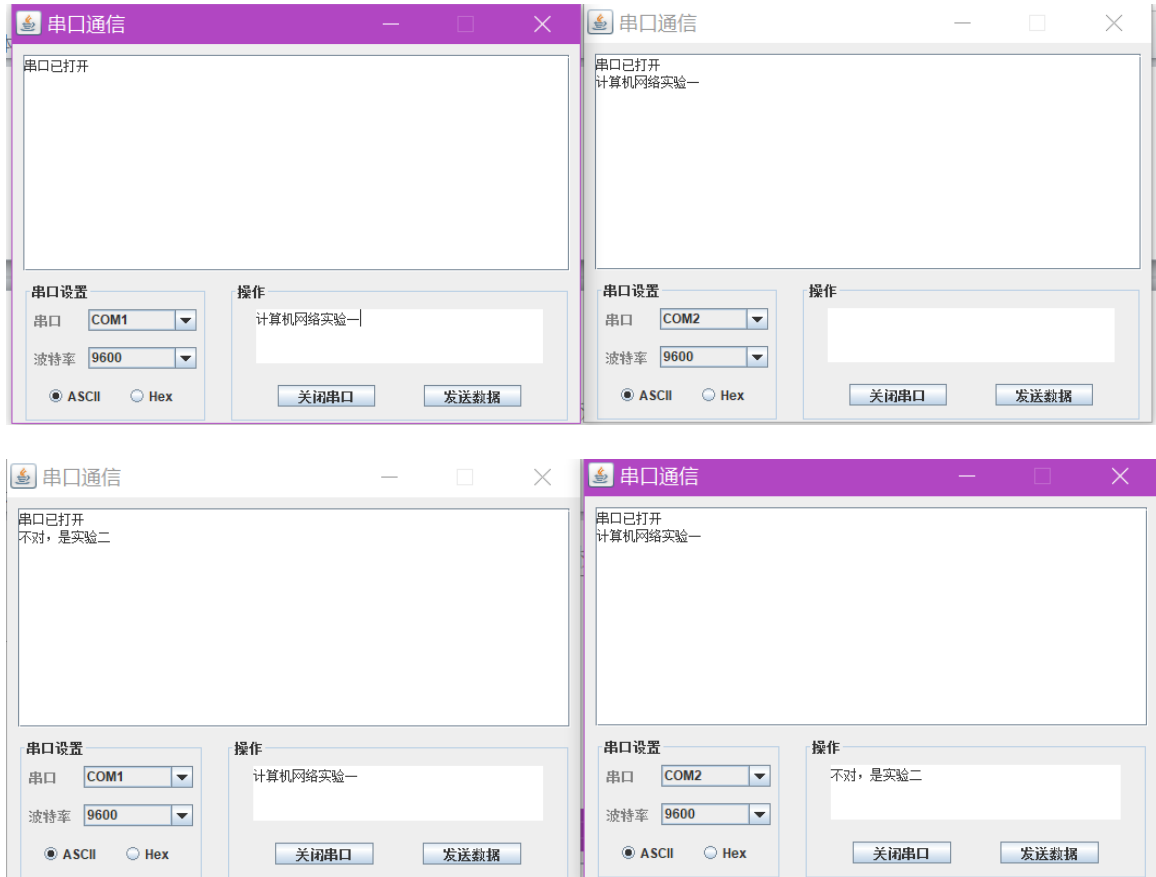 串口通信
串口已打开
串口设置
串口 COM1
波特率 9600
ASCII Hex
操作
计算机网络实验一
关闭串口 发送数据
串口通信
串口已打开
计算机网络实验一
串口设置
串口 COM2
波特率 9600
ASCII Hex
操作
关闭串口 发送数据
串口通信
串口已打开
不对，是实验二
串口设置
串口 COM1
波特率 9600
ASCII Hex
操作
计算机网络实验一
关闭串口 发送数据
串口通信
串口已打开
计算机网络实验一
串口设置
串口 COM2
波特率 9600
ASCII Hex
操作
不对，是实验二
关闭串口 发送数据